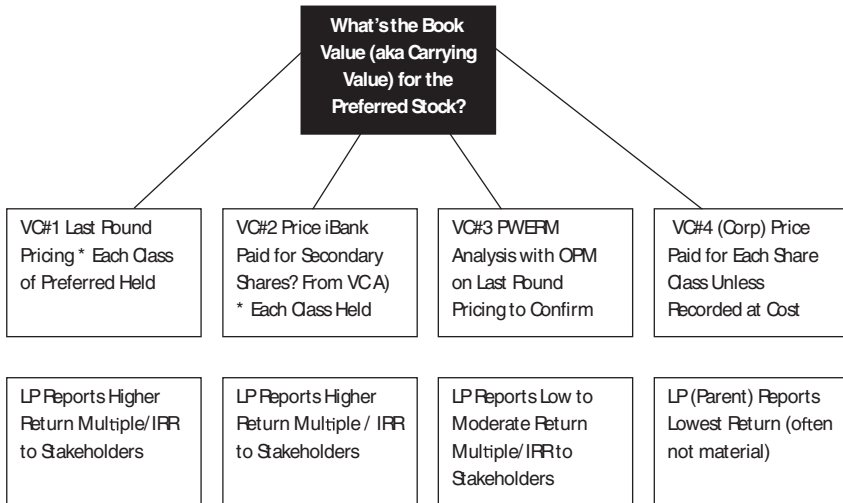 What's the Book
Value (aka Carrying
Value) for the
Preferred Stock?
VC#1 Last Round
Pricing * Each Class
of Preferred Held
VC#2 Price iBank
Paid for Secondary
Shares? From VC A)
* Each Class Held
VC#3 PWERM
Analysis with OPM
on Last Round
Pricing to Confirm
VC#4 (Corp) Price
Paid for Each Share
Class Unless
Recorded at Cost
LP Reports Higher
Return Multiple/IRR
to Stakeholders
LP Reports Higher
Return Multiple / IRR
to Stakeholders
LP Reports Low to
Moderate Return
Multiple/IRR to
Stakeholders
LP (Parent) Reports
Lowest Return (often
not material)